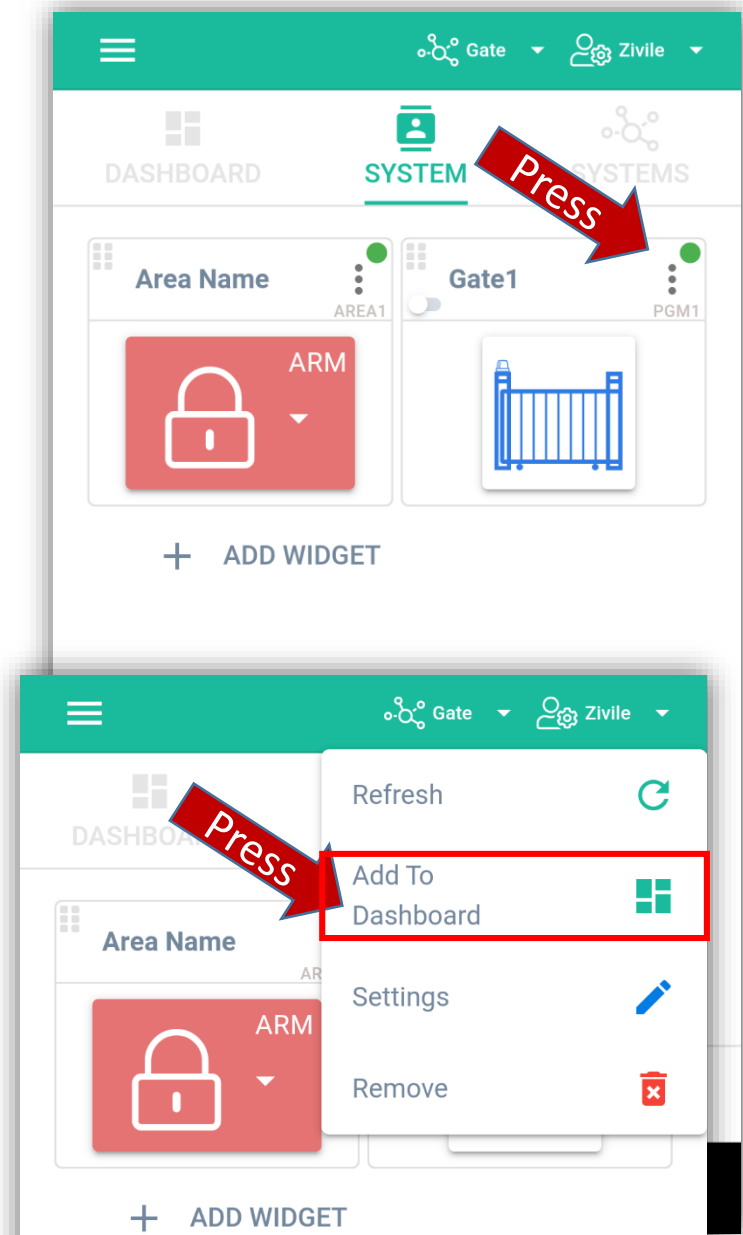 Gate Zivile
DASHBOARD SYSTEM SYSTEMS
Press
Area Name Gate1
AREA1 PGM1
ARM
+ ADD WIDGET
Gate Zivile
Refresh
Press
Add To
Dashboard
Area Name
Settings
ARM
Remove
+ ADD WIDGET